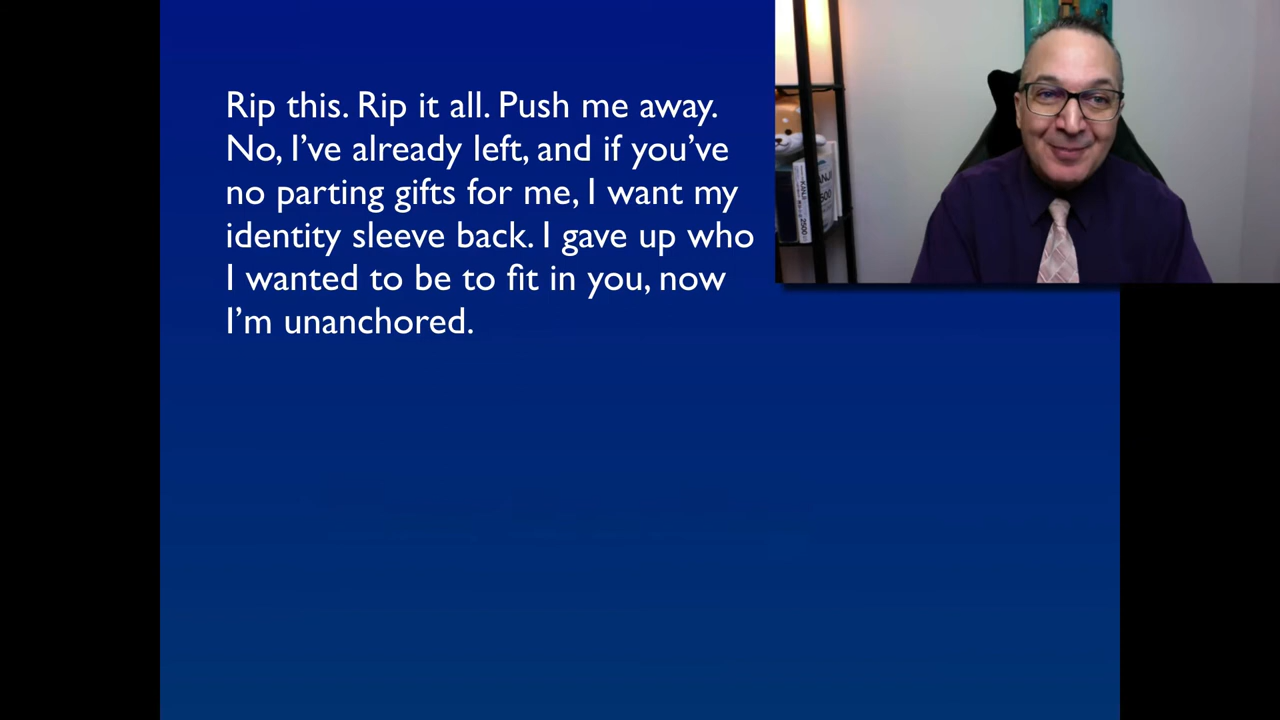 Rip this. Rip it all. Push me away.
No, I’ve already left, and if you’ve
no parting gifts for me, I want my
identity sleeve back. I gave up who
I wanted to be to fit in you, now
I’m unanchored.
KANJI
2500